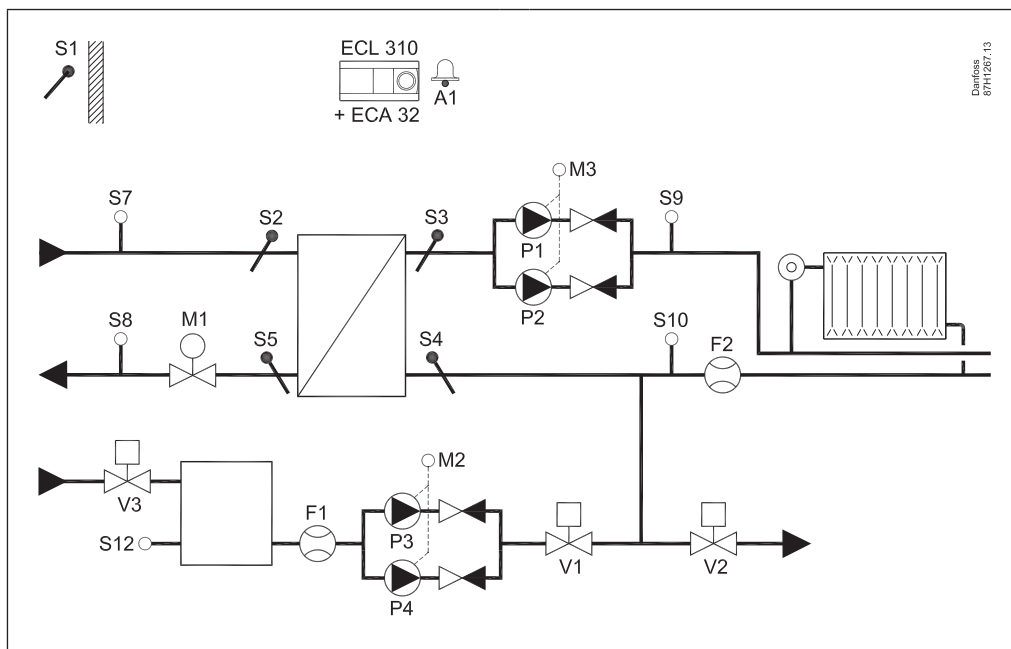 S1
ECL 310
A1
+ ECA 32
Danfoss
87H1267.13
M3
S7
S2
S3
S9
P1
P2
S8
M1
S5
S4
S10
F2
M2
V3
F1
S12
P3
V1
V2
P4